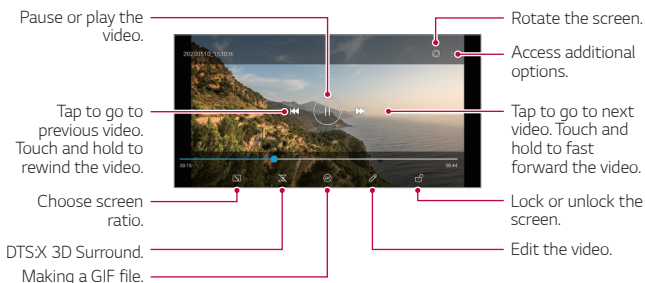 Pause or play the
video.
Rotate the screen.
Access additional
options.
20200510_153036
Tap to go to
previous video.
Touch and hold to
rewind the video.
Tap to go to next
video. Touch and
hold to fast
forward the video.
00:15
00:44
Choose screen
ratio.
Lock or unlock the
screen.
DTS:X 3D Surround.
Edit the video.
Making a GIF file.